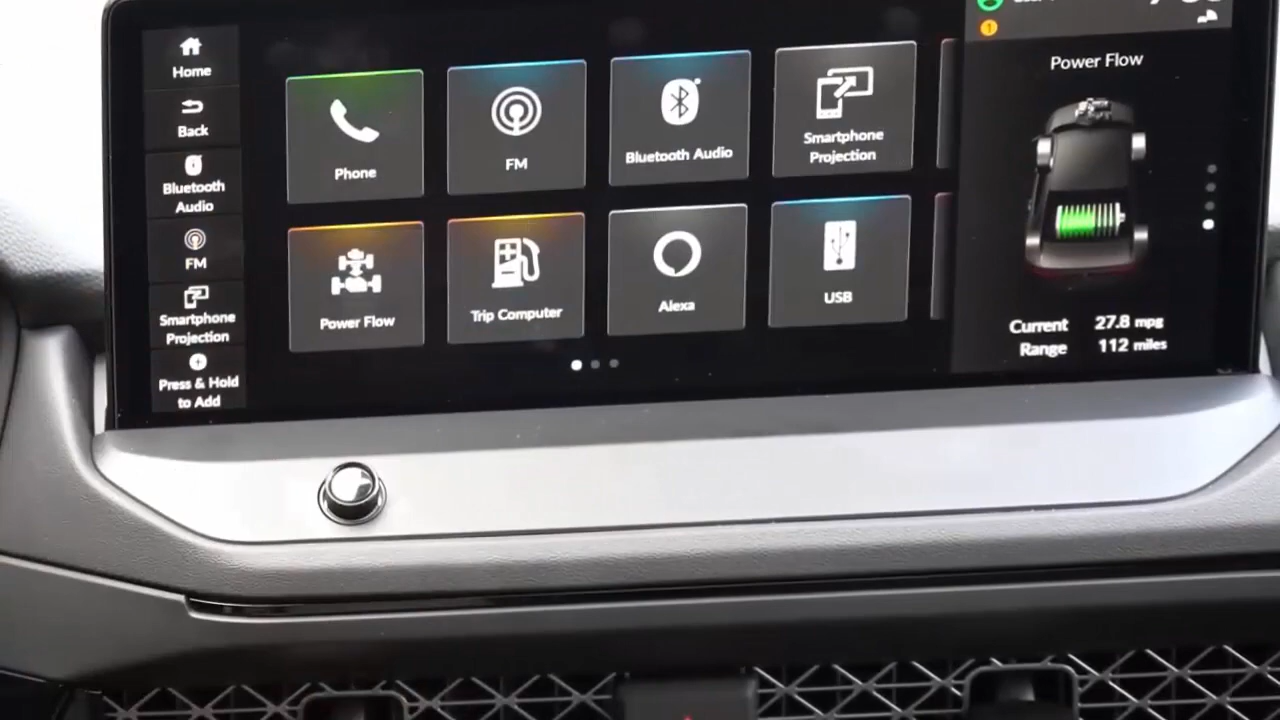 Home
Back
Bluetooth
Audio
FM
Smartphone
Projection
Press & Hold
to Add
Phone
FM
Bluetooth Audio
Smartphone
Projection
Power Flow
Trip Computer
Alexa
USB
1
Power Flow
Current 27.8 mpg
Range 112 miles